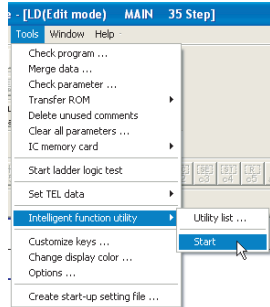 - [LD(Edit mode) MAIN 35 Step]
Tools Window Help
Check program ...
Merge data ...
Check parameter ...
Transfer ROM
Delete unused comments
Clear all parameters ...
IC memory card
Start ladder logic test
Set TEL data
Intelligent function utility
Utility list ...
Start
Customize keys ...
Change display color ...
Options ...
Create start-up setting file ...